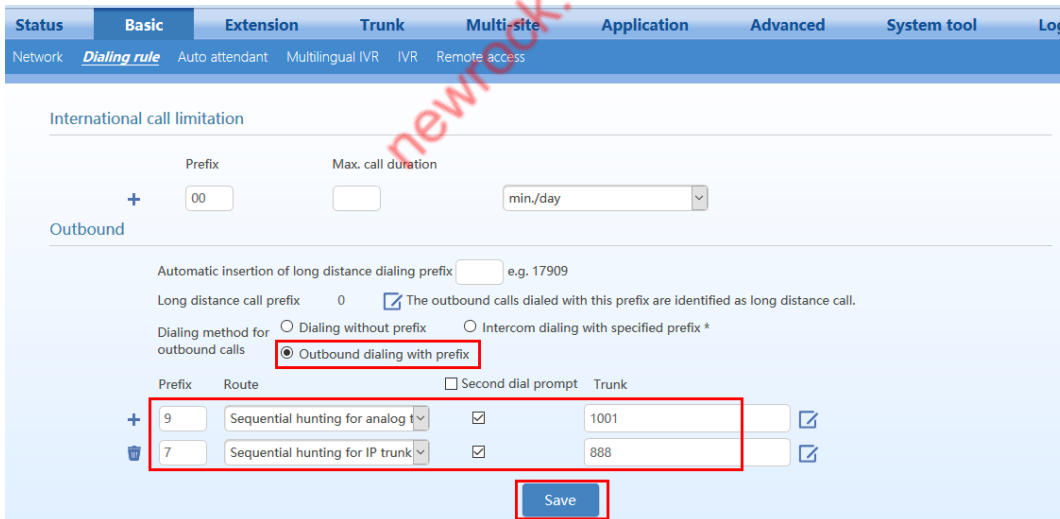 Status Basic Extension Trunk Multi-site Application Advanced System tool Log
Network Dialing rule Auto attendant Multilingual IVR IVR Remote access
newrock.
International call limitation
Prefix Max. call duration
+ 00 min./day
Outbound
Automatic insertion of long distance dialing prefix e.g. 17909
Long distance call prefix 0 The outbound calls dialed with this prefix are identified as long distance call.
Dialing method for outbound calls Dialing without prefix Intercom dialing with specified prefix *
Outbound dialing with prefix
Prefix Route Second dial prompt Trunk
+ 9 Sequential hunting for analog t 1001
7 Sequential hunting for IP trunk 888
Save